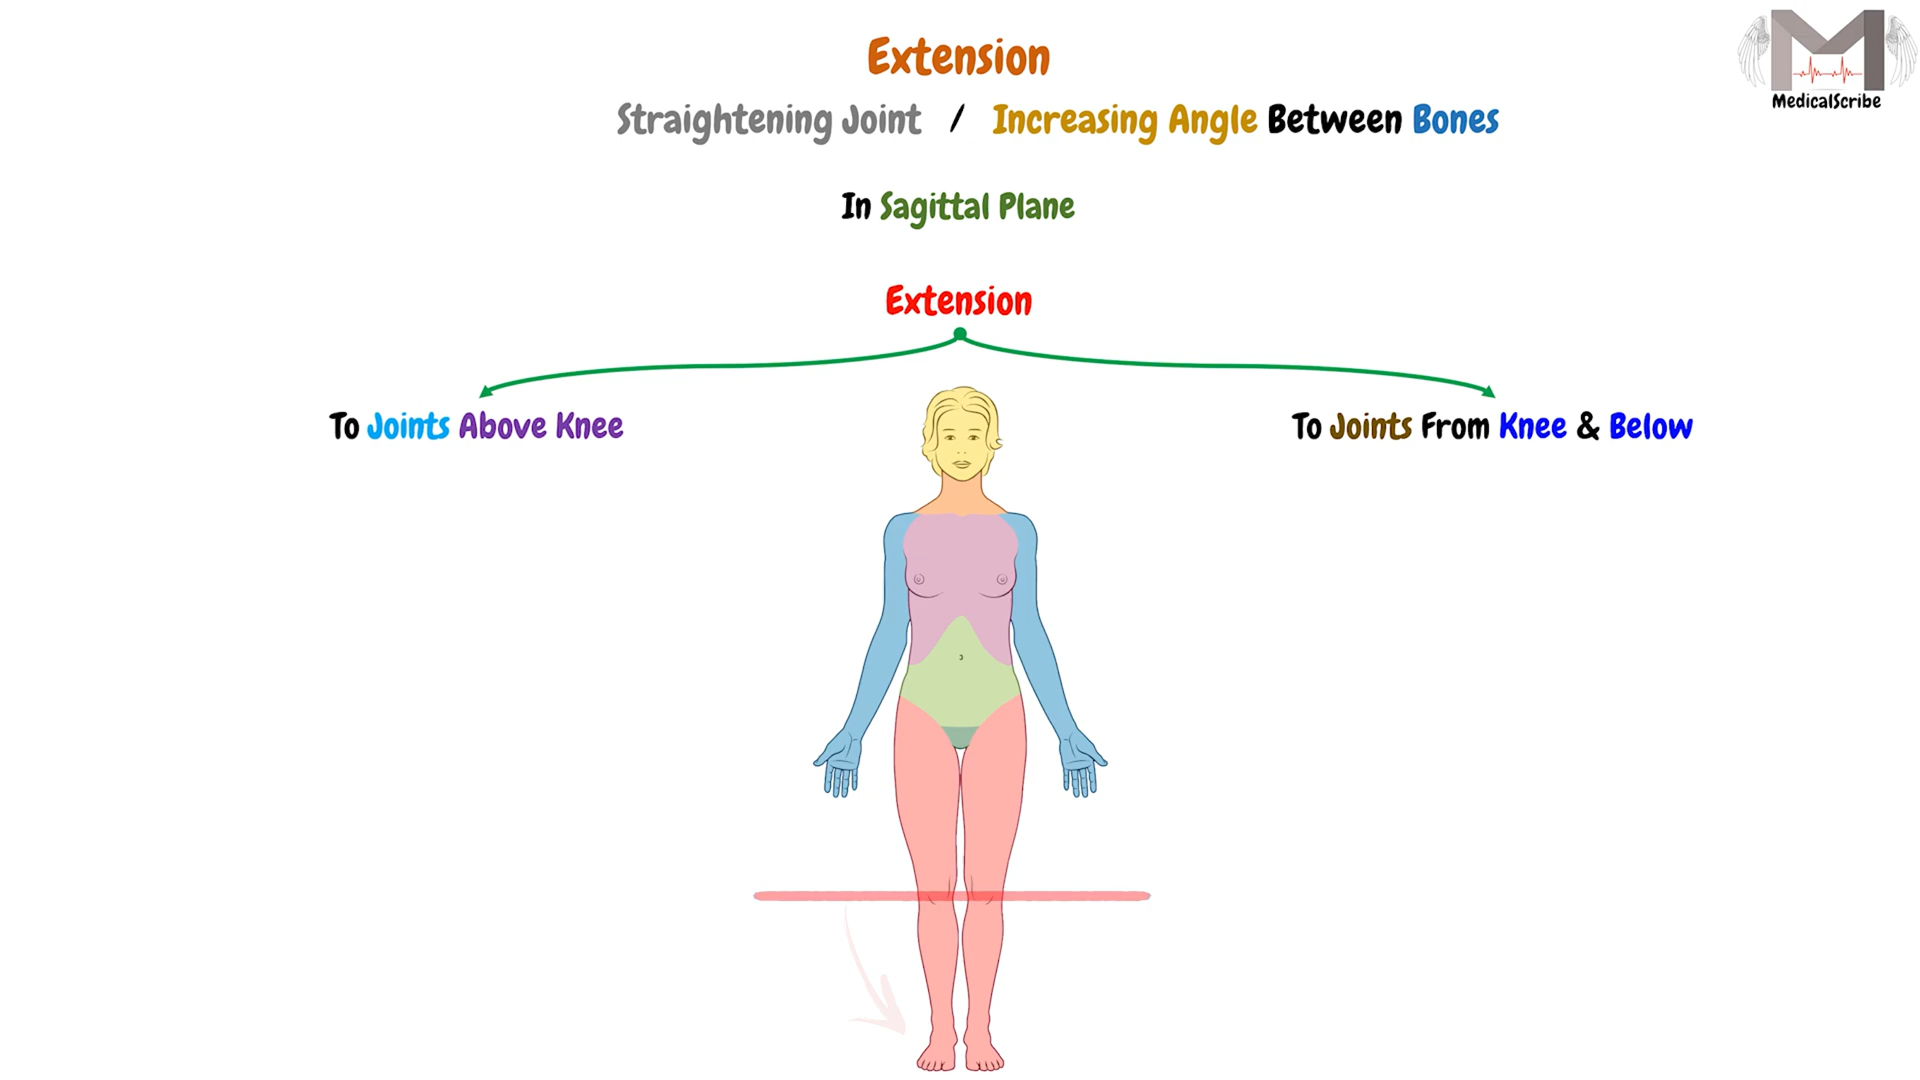 Extension
Straightening Joint / Increasing Angle Between Bones
In Sagittal Plane
Extension
To Joints Above Knee
To Joints From Knee & Below
MedicalScribe